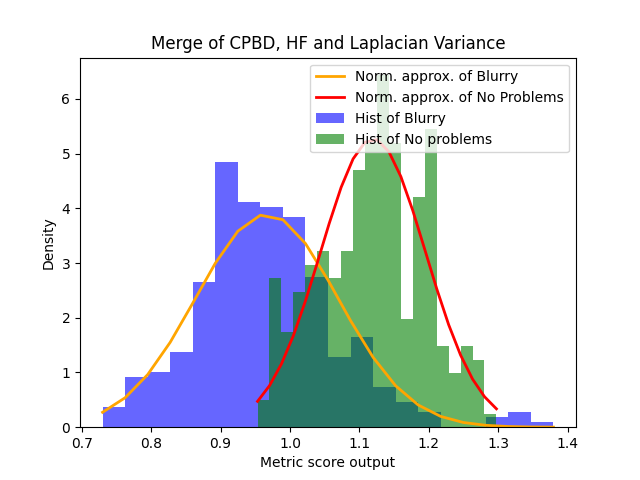 Merge of CPBD, HF and Laplacian Variance
Norm. approx. of Blurry
Norm. approx. of No Problems
Hist of Blurry
Hist of No problems
Density
6
5
4
3
2
1
0
0.7 0.8 0.9 1.0 1.1 1.2 1.3 1.4
Metric score output